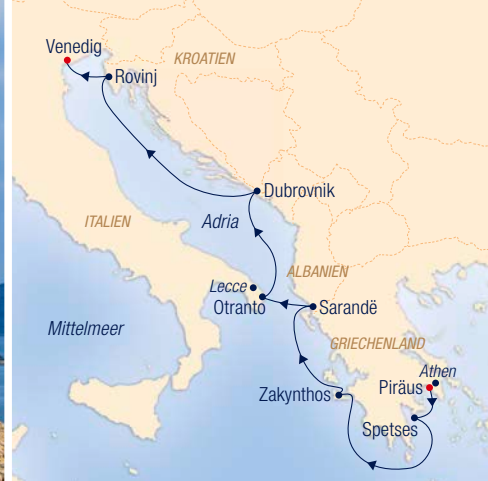 Venedig
KROATIEN
Rovinj
Dubrovnik
ITALIEN
Adria
ALBANIEN
Lecce
Otranto
Sarandë
Mittelmeer
GRIECHENLAND
Athen
Piräus
Zakynthos
Spetses